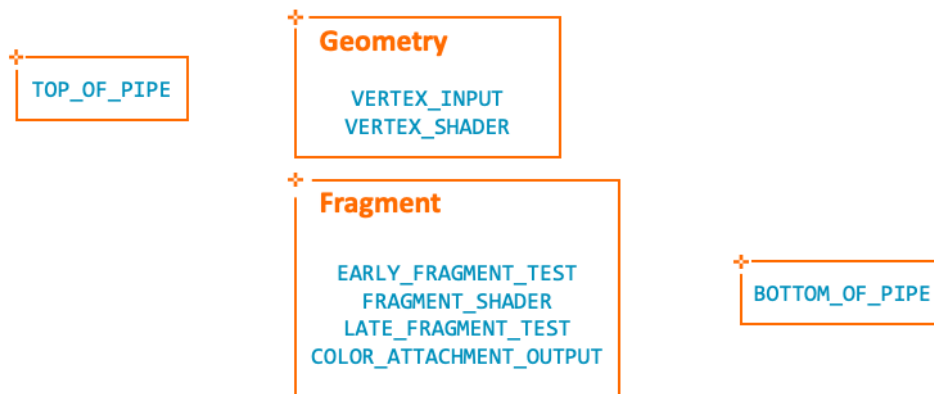 TOP_OF_PIPE
Geometry
VERTEX_INPUT
VERTEX_SHADER
Fragment
EARLY_FRAGMENT_TEST
FRAGMENT_SHADER
LATE_FRAGMENT_TEST
COLOR_ATTACHMENT_OUTPUT
BOTTOM_OF_PIPE